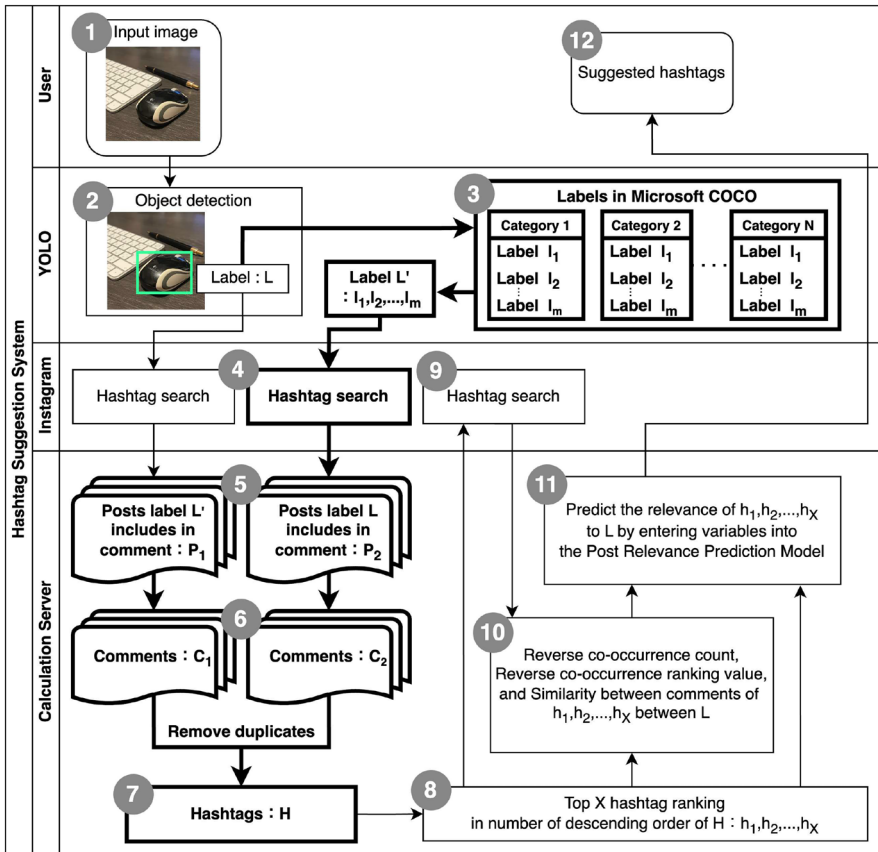 Hashtag Suggestion System
User
1
Input image
12
Suggested hashtags
YOLO
2
Object detection
Label : L
3
Labels in Microsoft COCO
Category 1
Label l1
Label l2
Label lm
Category 2
Label l1
Label l2
Label lm
. . . .
Category N
Label l1
Label l2
Label lm
Label L'
: l1,l2,...,lm
Instagram
Hashtag search
4
Hashtag search
9
Hashtag search
Calculation Server
5
Posts label L'
includes in
comment : P1
Posts label L
includes in
comment : P2
6
Comments : C1
Comments : C2
Remove duplicates
7
Hashtags : H
8
Top X hashtag ranking
in number of descending order of H : h1,h2,...,hX
10
Reverse co-occurrence count,
Reverse co-occurrence ranking value,
and Similarity between comments of
h1,h2,...,hX between L
11
Predict the relevance of h1,h2,...,hX
to L by entering variables into
the Post Relevance Prediction Model